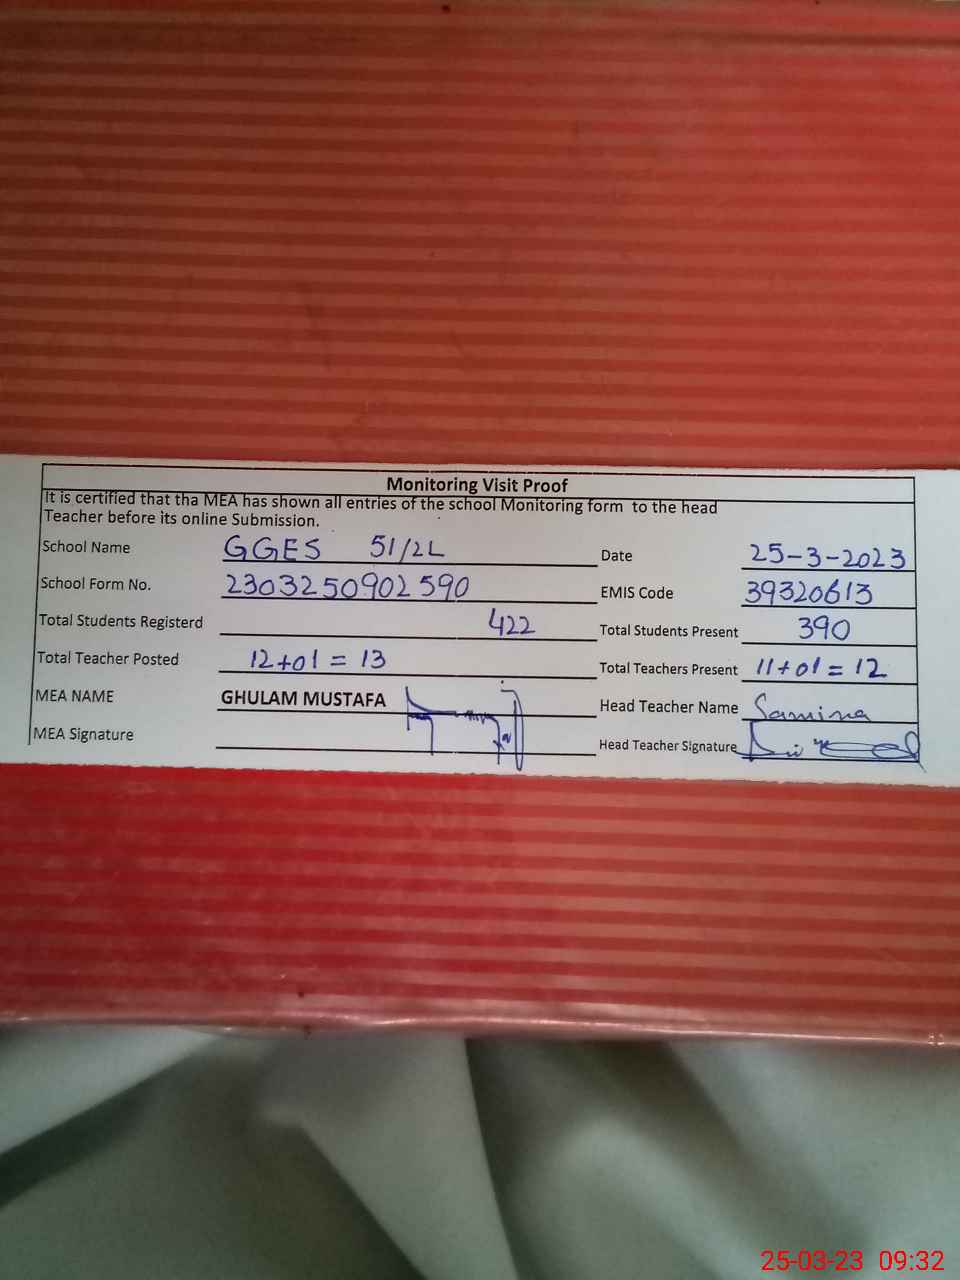 Monitoring Visit Proof
It is certified that tha MEA has shown all entries of the school Monitoring form to the head
Teacher before its online Submission.
School Name GGES 51/2L Date 25-3-2023
School Form No. 2303250902590 EMIS Code 39320613
Total Students Registerd 422 Total Students Present 390
Total Teacher Posted 12+01 = 13 Total Teachers Present 11+01 = 12
MEA NAME GHULAM MUSTAFA Head Teacher Name Samina
MEA Signature Head Teacher Signature
25-03-23 09:32